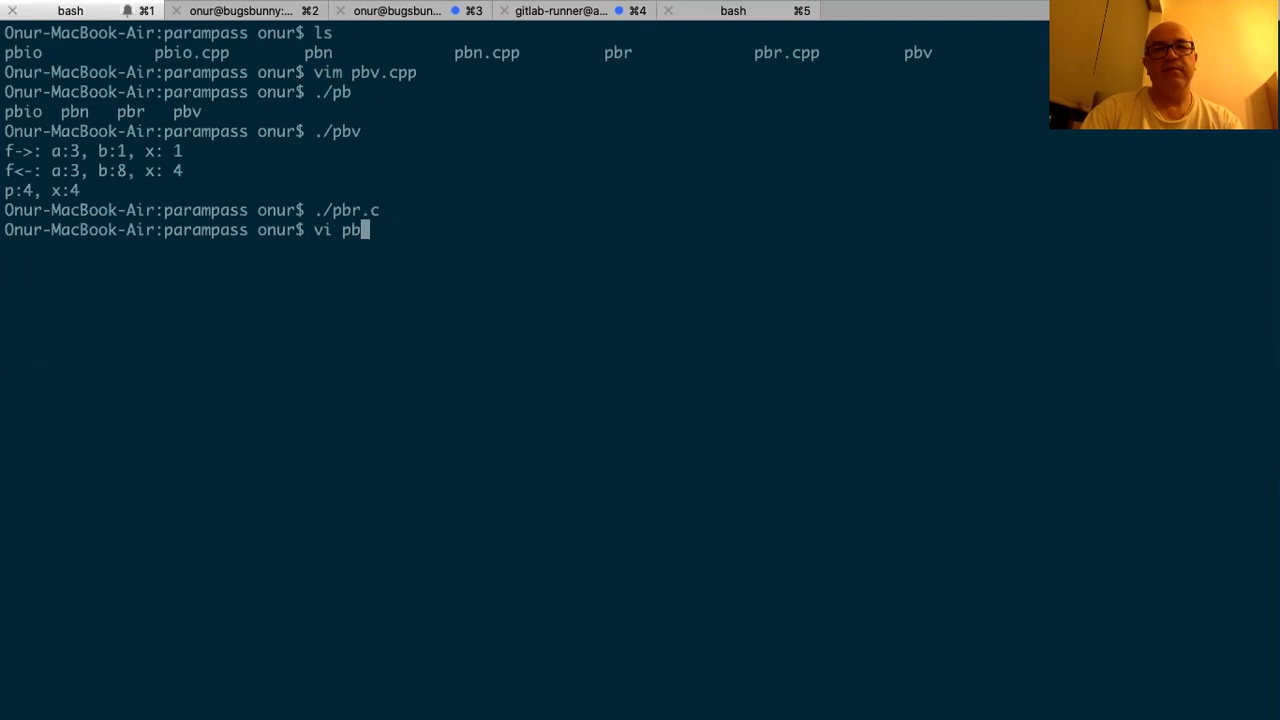 bash ⌘1 onur@bugsbunny:... ⌘2 onur@bugsbun... ⌘3 gitlab-runner@a... ⌘4 bash ⌘5
Onur-MacBook-Air:parampass onur$ ls
pbio pbio.cpp pbn pbn.cpp pbr pbr.cpp pbv
Onur-MacBook-Air:parampass onur$ vim pbv.cpp
Onur-MacBook-Air:parampass onur$ ./pb
pbio pbn pbr pbv
Onur-MacBook-Air:parampass onur$ ./pbv
f->: a:3, b:1, x: 1
f<-: a:3, b:8, x: 4
p:4, x:4
Onur-MacBook-Air:parampass onur$ ./pbr.c
Onur-MacBook-Air:parampass onur$ vi pb